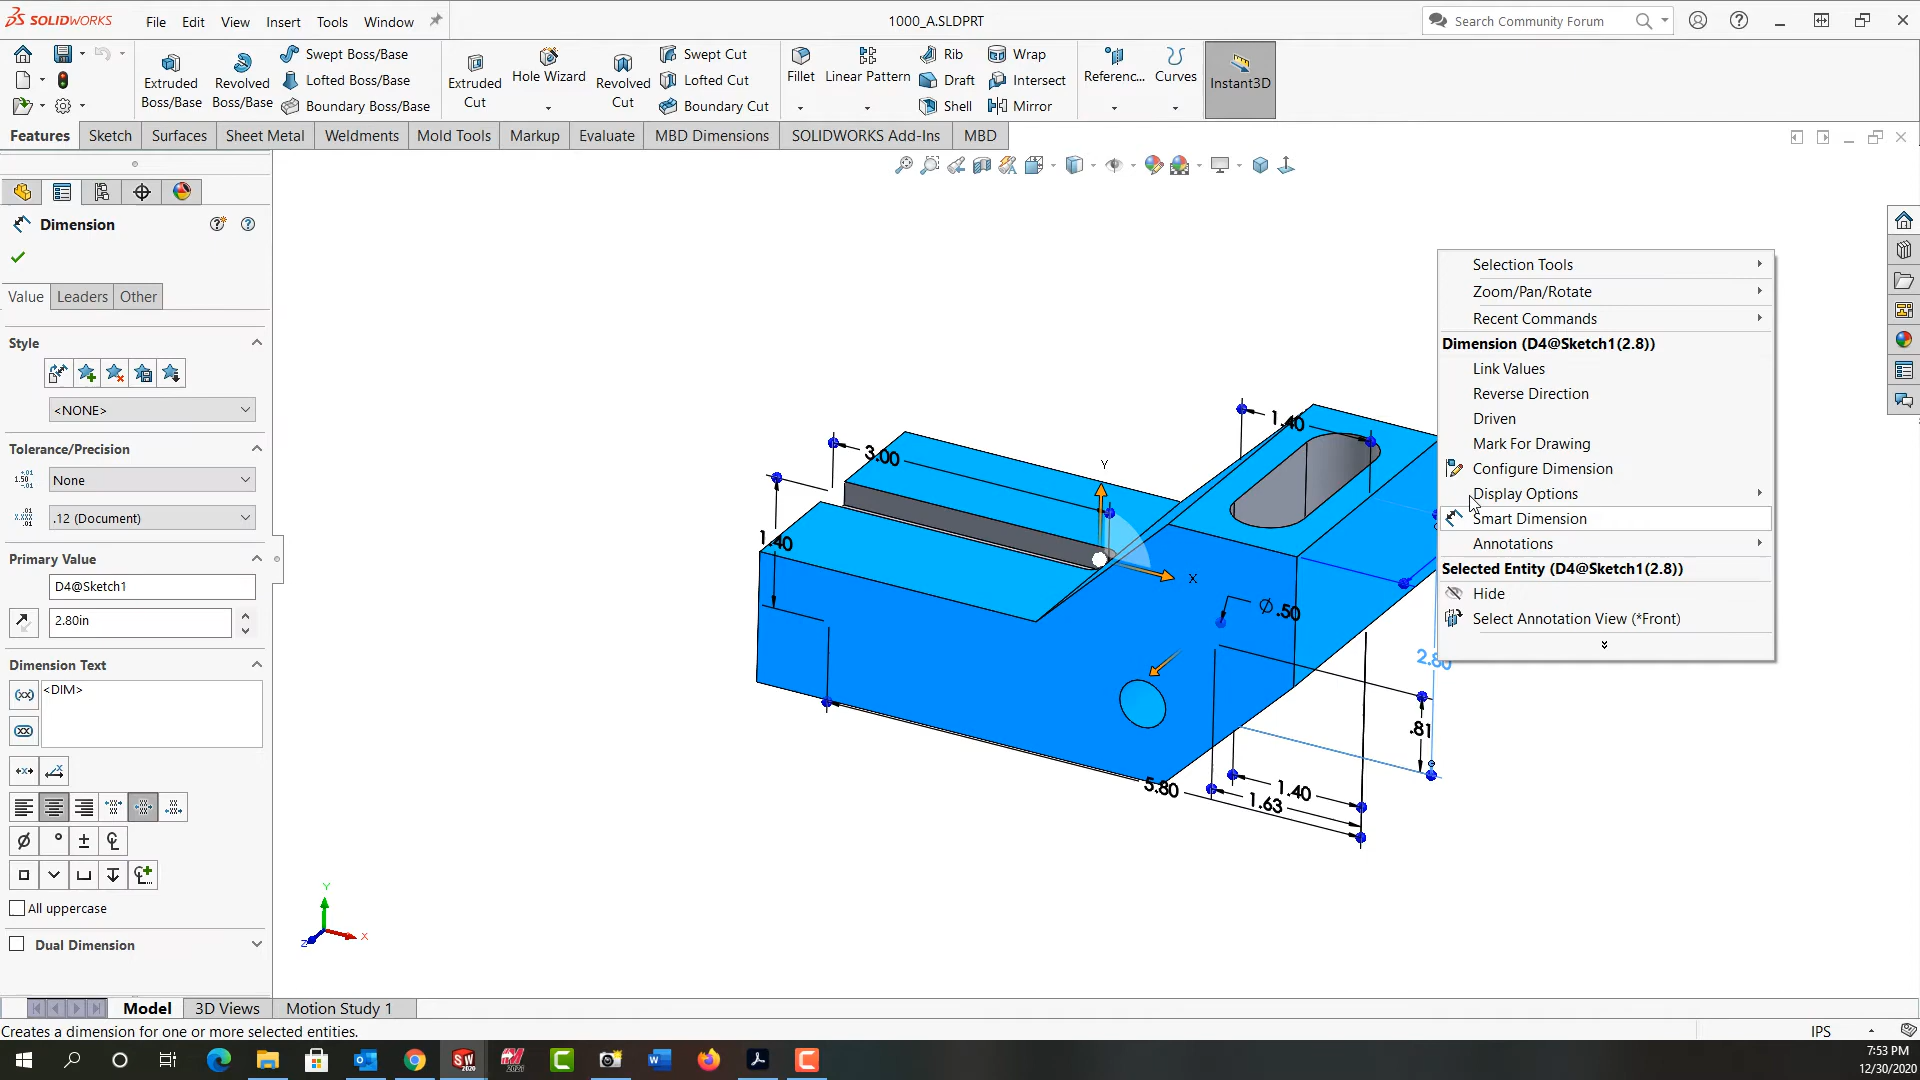 SOLIDWORKS
File
Edit
View
Insert
Tools
Window
1000_A.SLDPRT
Search Community Forum
Extruded
Boss/Base
Revolved
Boss/Base
Swept Boss/Base
Lofted Boss/Base
Boundary Boss/Base
Extruded
Cut
Hole Wizard
Revolved
Cut
Swept Cut
Lofted Cut
Boundary Cut
Fillet
Linear Pattern
Rib
Draft
Shell
Wrap
Intersect
Mirror
Referenc...
Curves
Instant3D
Features
Sketch
Surfaces
Sheet Metal
Weldments
Mold Tools
Markup
Evaluate
MBD Dimensions
SOLIDWORKS Add-Ins
MBD
Dimension
Value
Leaders
Other
Style
<NONE>
Tolerance/Precision
None
.12 (Document)
Primary Value
D4@Sketch1
2.80in
Dimension Text
<DIM>
All uppercase
Dual Dimension
Selection Tools
Zoom/Pan/Rotate
Recent Commands
Dimension (D4@Sketch1(2.8))
Link Values
Reverse Direction
Driven
Mark For Drawing
Configure Dimension
Display Options
Smart Dimension
Annotations
Selected Entity (D4@Sketch1(2.8))
Hide
Select Annotation View (*Front)
1.40
3.00
Y
1.40
X
Ø .50
2.80
.81
5.80
1.40
1.63
Y
X
Z
Model
3D Views
Motion Study 1
Creates a dimension for one or more selected entities.
IPS
7:53 PM
12/30/2020